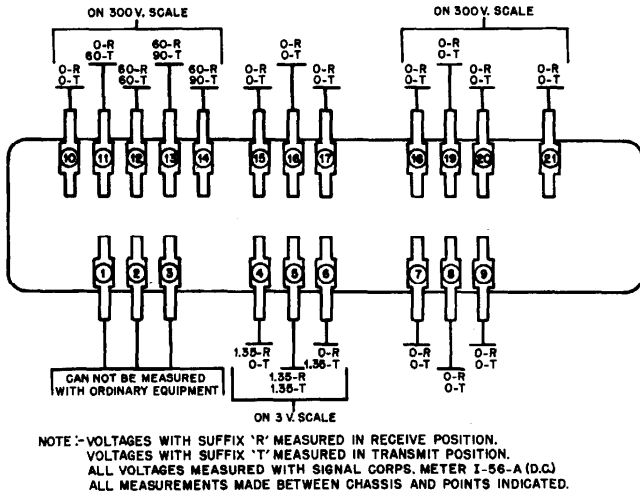 ON 300 V. SCALE
ON 300 V. SCALE
0-R
60-T
60-R
90-T
0-R
0-T
0-R
0-T
0-R
0-T
60-R
60-T
60-R
90-T
0-R
0-T
0-R
0-T
0-R
0-T
0-R
0-T
0-R
0-T
10 11 12 13 14 15 16 17 18 19 20 21
1 2 3 4 5 6 7 8 9
1.35-R
0-T
0-R
1.35-T
0-R
0-T
0-R
0-T
1.35-R
1.35-T
0-R
0-T
CAN NOT BE MEASURED
WITH ORDINARY EQUIPMENT
ON 3 V. SCALE
NOTE:-VOLTAGES WITH SUFFIX 'R' MEASURED IN RECEIVE POSITION.
VOLTAGES WITH SUFFIX 'T' MEASURED IN TRANSMIT POSITION.
ALL VOLTAGES MEASURED WITH SIGNAL CORPS. METER I-56-A (D.C.)
ALL MEASUREMENTS MADE BETWEEN CHASSIS AND POINTS INDICATED.